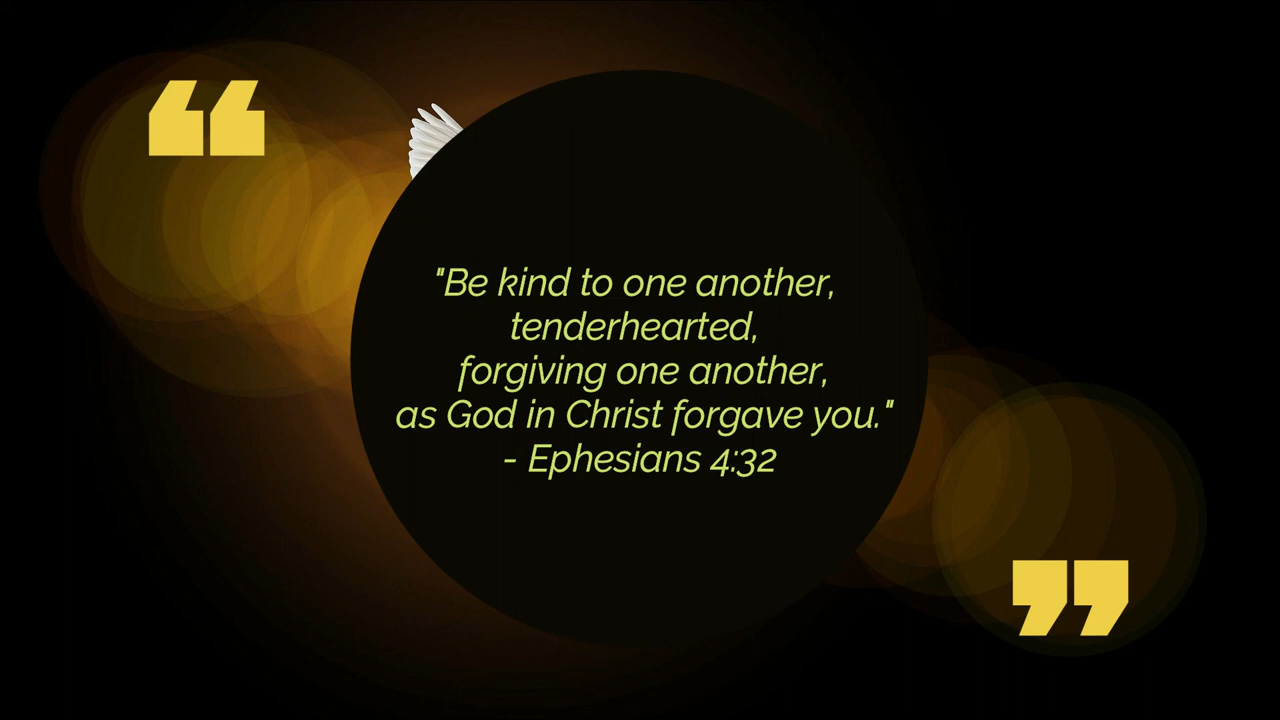 "Be kind to one another,
tenderhearted,
forgiving one another,
as God in Christ forgave you."
- Ephesians 4:32